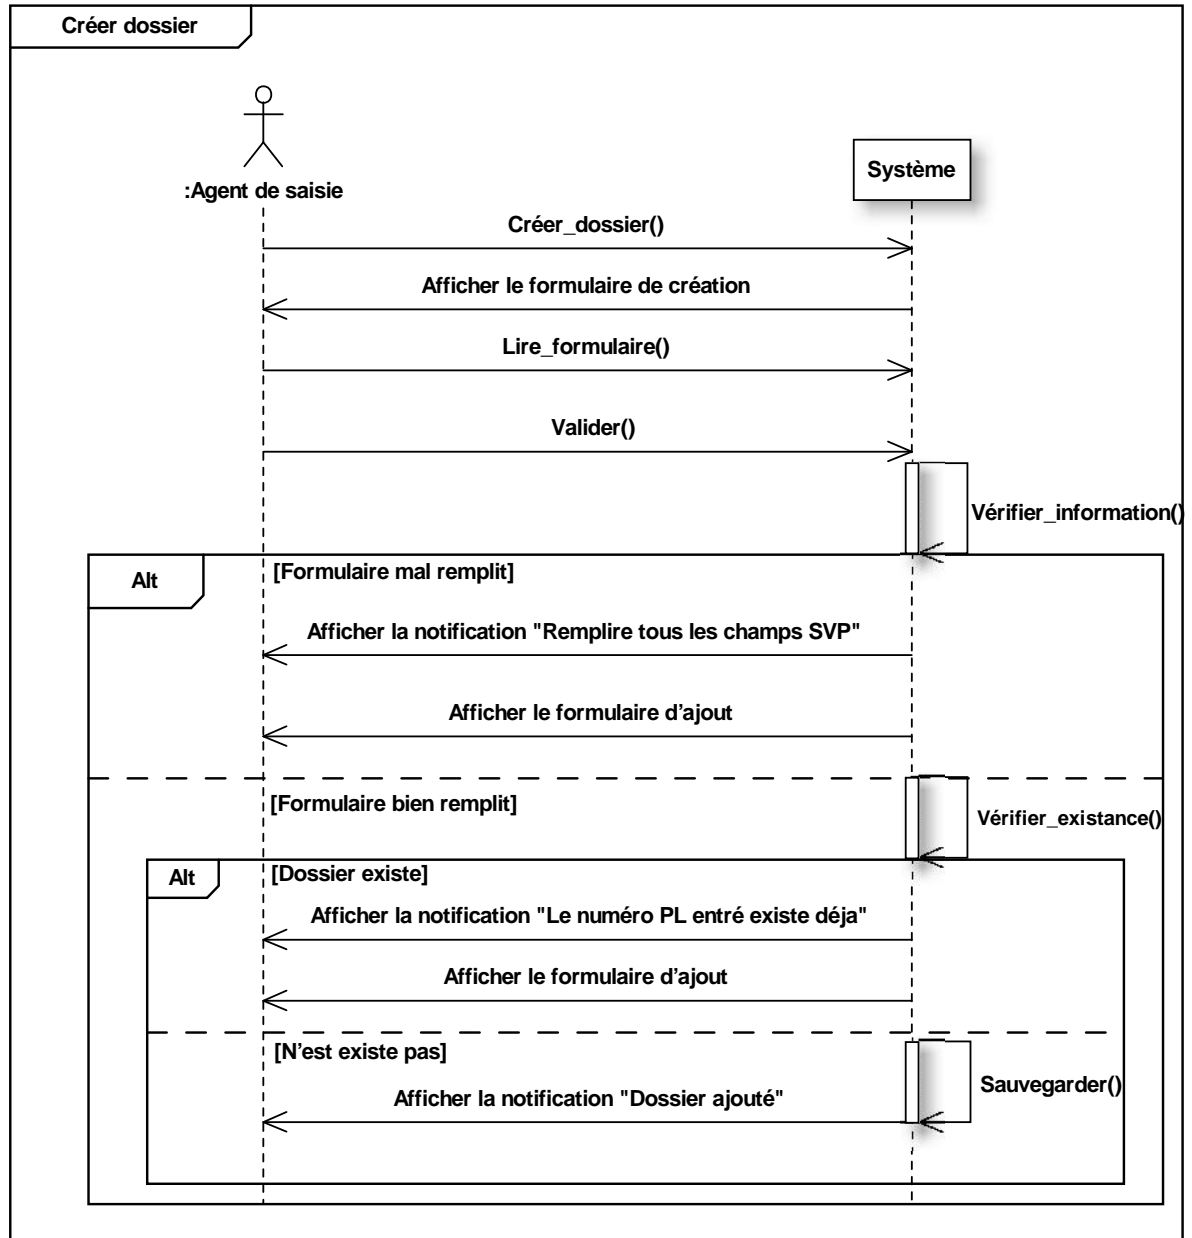 Créer dossier
:Agent de saisie
Système
Créer_dossier()
Afficher le formulaire de création
Lire_formulaire()
Valider()
Vérifier_information()
Alt
[Formulaire mal remplit]
Afficher la notification "Remplire tous les champs SVP"
Afficher le formulaire d’ajout
[Formulaire bien remplit]
Vérifier_existance()
Alt
[Dossier existe]
Afficher la notification "Le numéro PL entré existe déja"
Afficher le formulaire d’ajout
[N’est existe pas]
Sauvegarder()
Afficher la notification "Dossier ajouté"